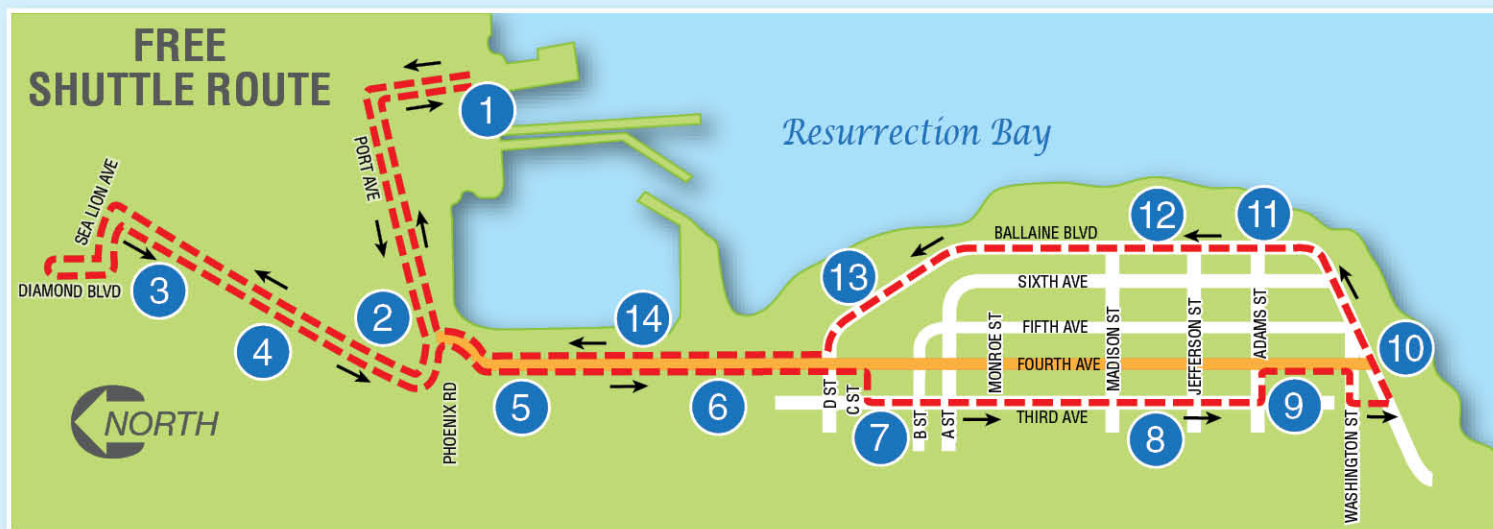 FREE
SHUTTLE ROUTE
1
Resurrection Bay
PORT AVE
SEA LION AVE
DIAMOND BLVD
3
4
2
NORTH
PHOENIX RD
14
5
6
13
12
11
BALLAINE BLVD
SIXTH AVE
FIFTH AVE
FOURTH AVE
THIRD AVE
10
D ST
C ST
B ST
A ST
MONROE ST
MADISON ST
JEFFERSON ST
ADAMS ST
WASHINGTON ST
7
8
9